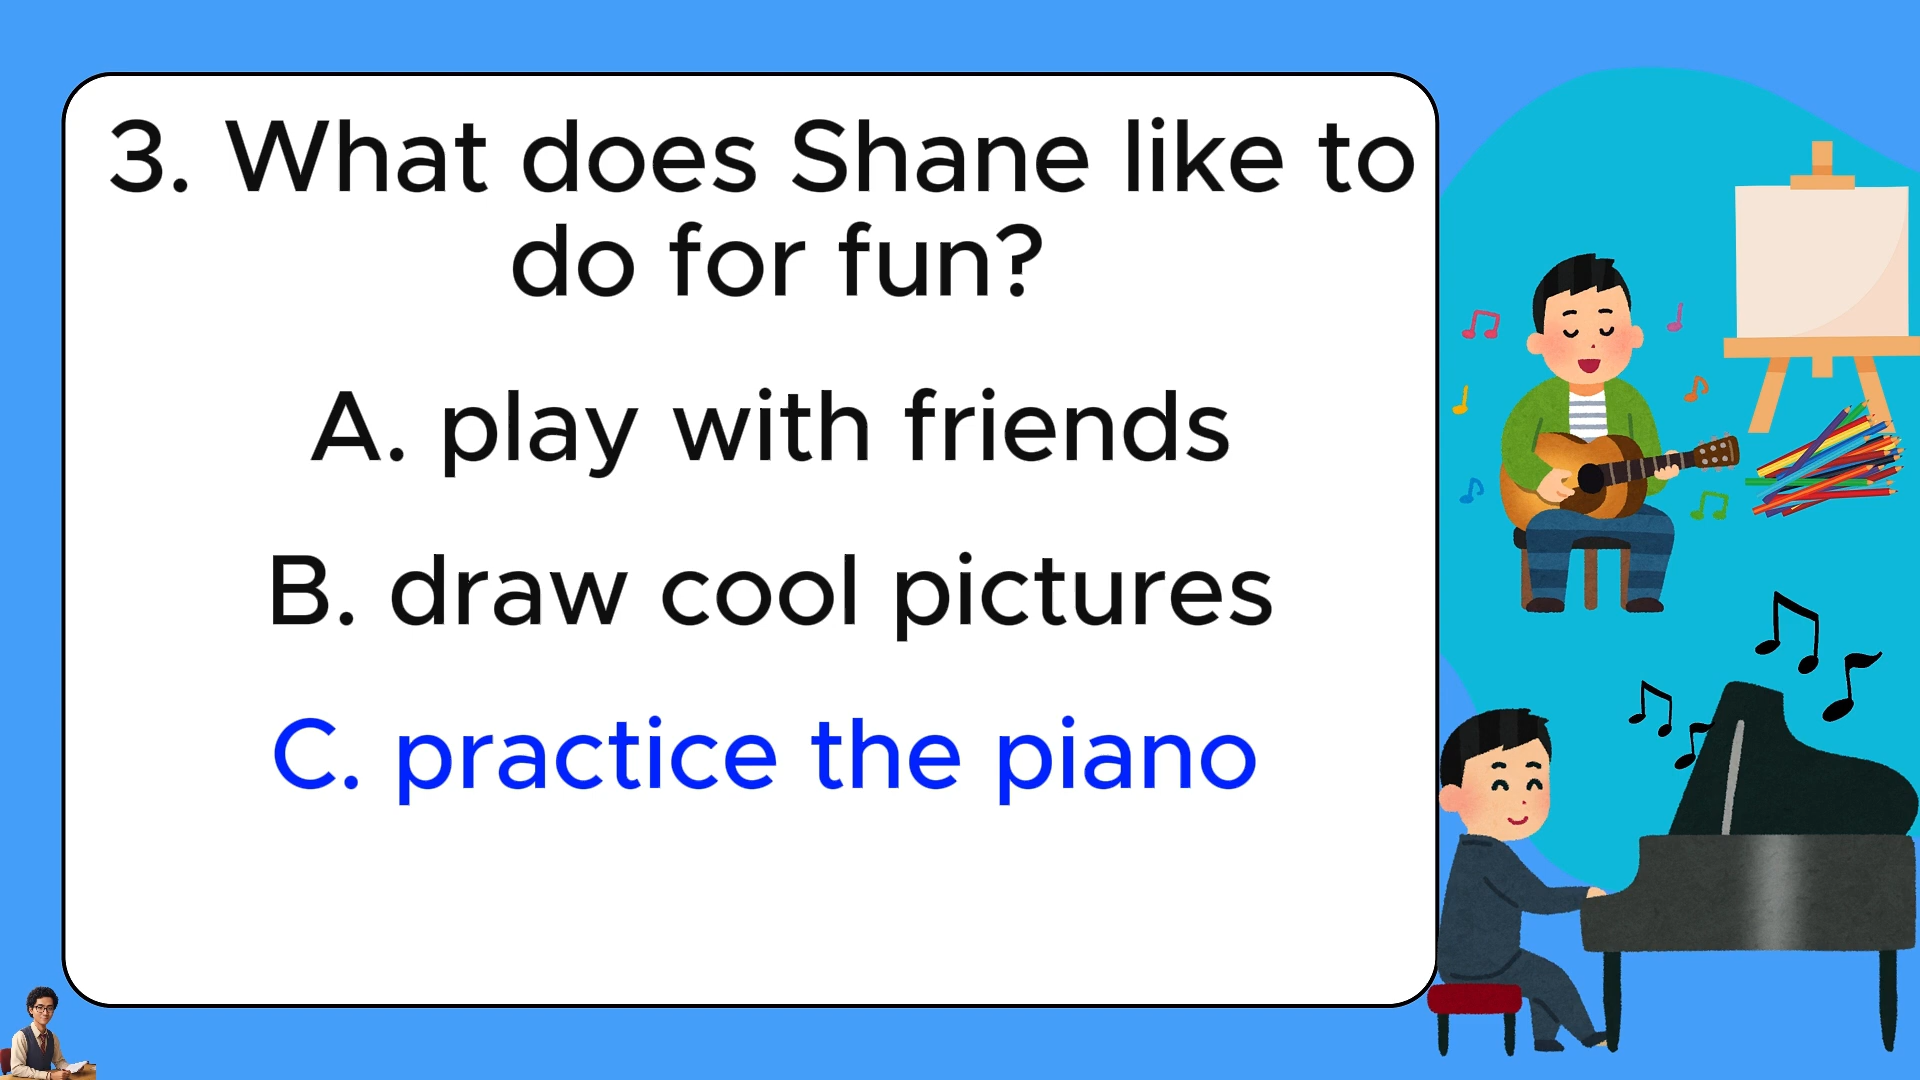 3. What does Shane like to
do for fun?
A. play with friends
B. draw cool pictures
C. practice the piano